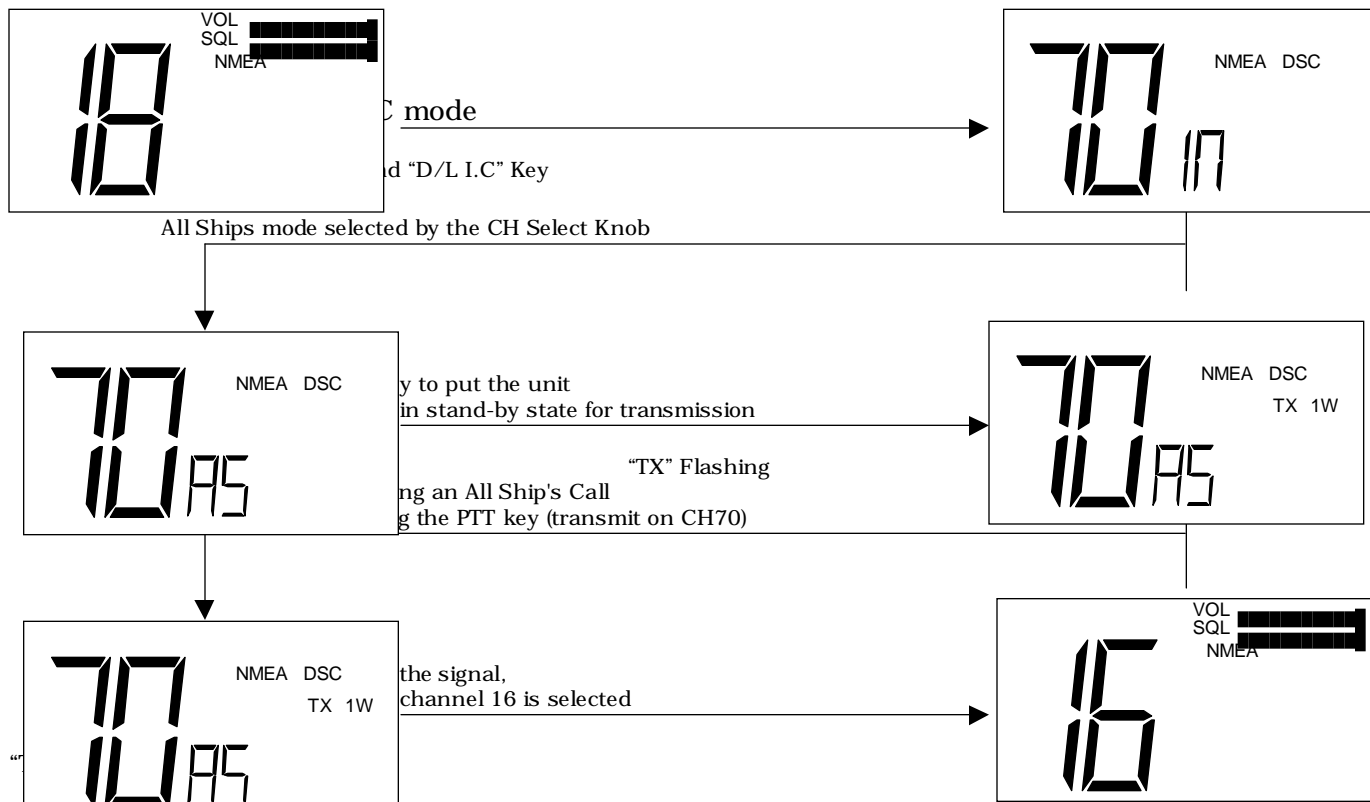 18
VOL
SQL
NMEA
C mode
nd “D/L I.C” Key
70
NMEA DSC
All Ships mode selected by the CH Select Knob
70 AS
NMEA DSC
y to put the unit
in stand-by state for transmission
70 AS
NMEA DSC
TX 1W
“TX” Flashing
ng an All Ship's Call
g the PTT key (transmit on CH70)
70 AS
NMEA DSC
TX 1W
the signal,
channel 16 is selected
16
VOL
SQL
NMEA